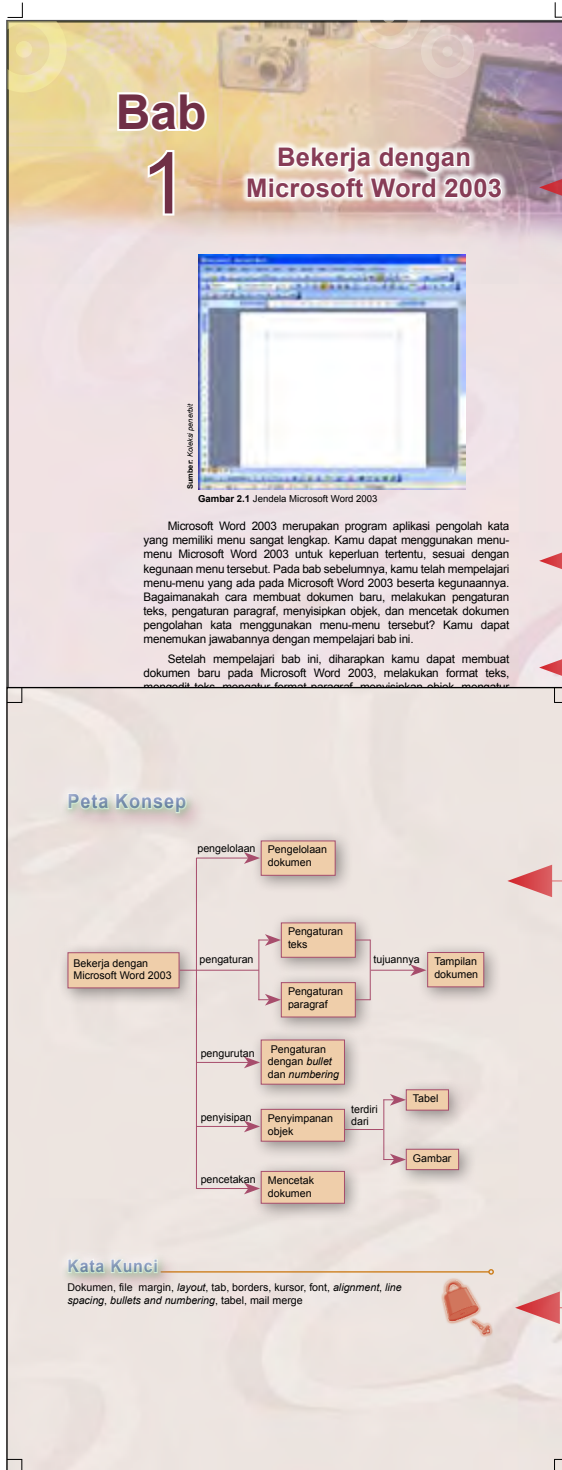 Bab
1
Bekerja dengan
Microsoft Word 2003
Sumber: Koleksi penerbit
Gambar 2.1 Jendela Microsoft Word 2003
Microsoft Word 2003 merupakan program aplikasi pengolah kata
yang memiliki menu sangat lengkap. Kamu dapat menggunakan menu-
menu Microsoft Word 2003 untuk keperluan tertentu, sesuai dengan
kegunaan menu tersebut. Pada bab sebelumnya, kamu telah mempelajari
menu-menu yang ada pada Microsoft Word 2003 beserta kegunaannya.
Bagaimanakah cara membuat dokumen baru, melakukan pengaturan
teks, pengaturan paragraf, menyisipkan objek, dan mencetak dokumen
pengolahan kata menggunakan menu-menu tersebut? Kamu dapat
menemukan jawabannya dengan mempelajari bab ini.
Setelah mempelajari bab ini, diharapkan kamu dapat membuat
dokumen baru pada Microsoft Word 2003, melakukan format teks,
mengedit teks, mengatur format paragraf, menyisipkan objek, mengatur
Peta Konsep
Bekerja dengan
Microsoft Word 2003
pengelolaan
Pengelolaan
dokumen
pengaturan
Pengaturan
teks
Pengaturan
paragraf
tujuannya
Tampilan
dokumen
pengurutan
Pengaturan
dengan bullet
dan numbering
penyisipan
Penyimpanan
objek
terdiri
dari
Tabel
Gambar
pencetakan
Mencetak
dokumen
Kata Kunci
Dokumen, file margin, layout, tab, borders, kursor, font, alignment, line
spacing, bullets and numbering, tabel, mail merge